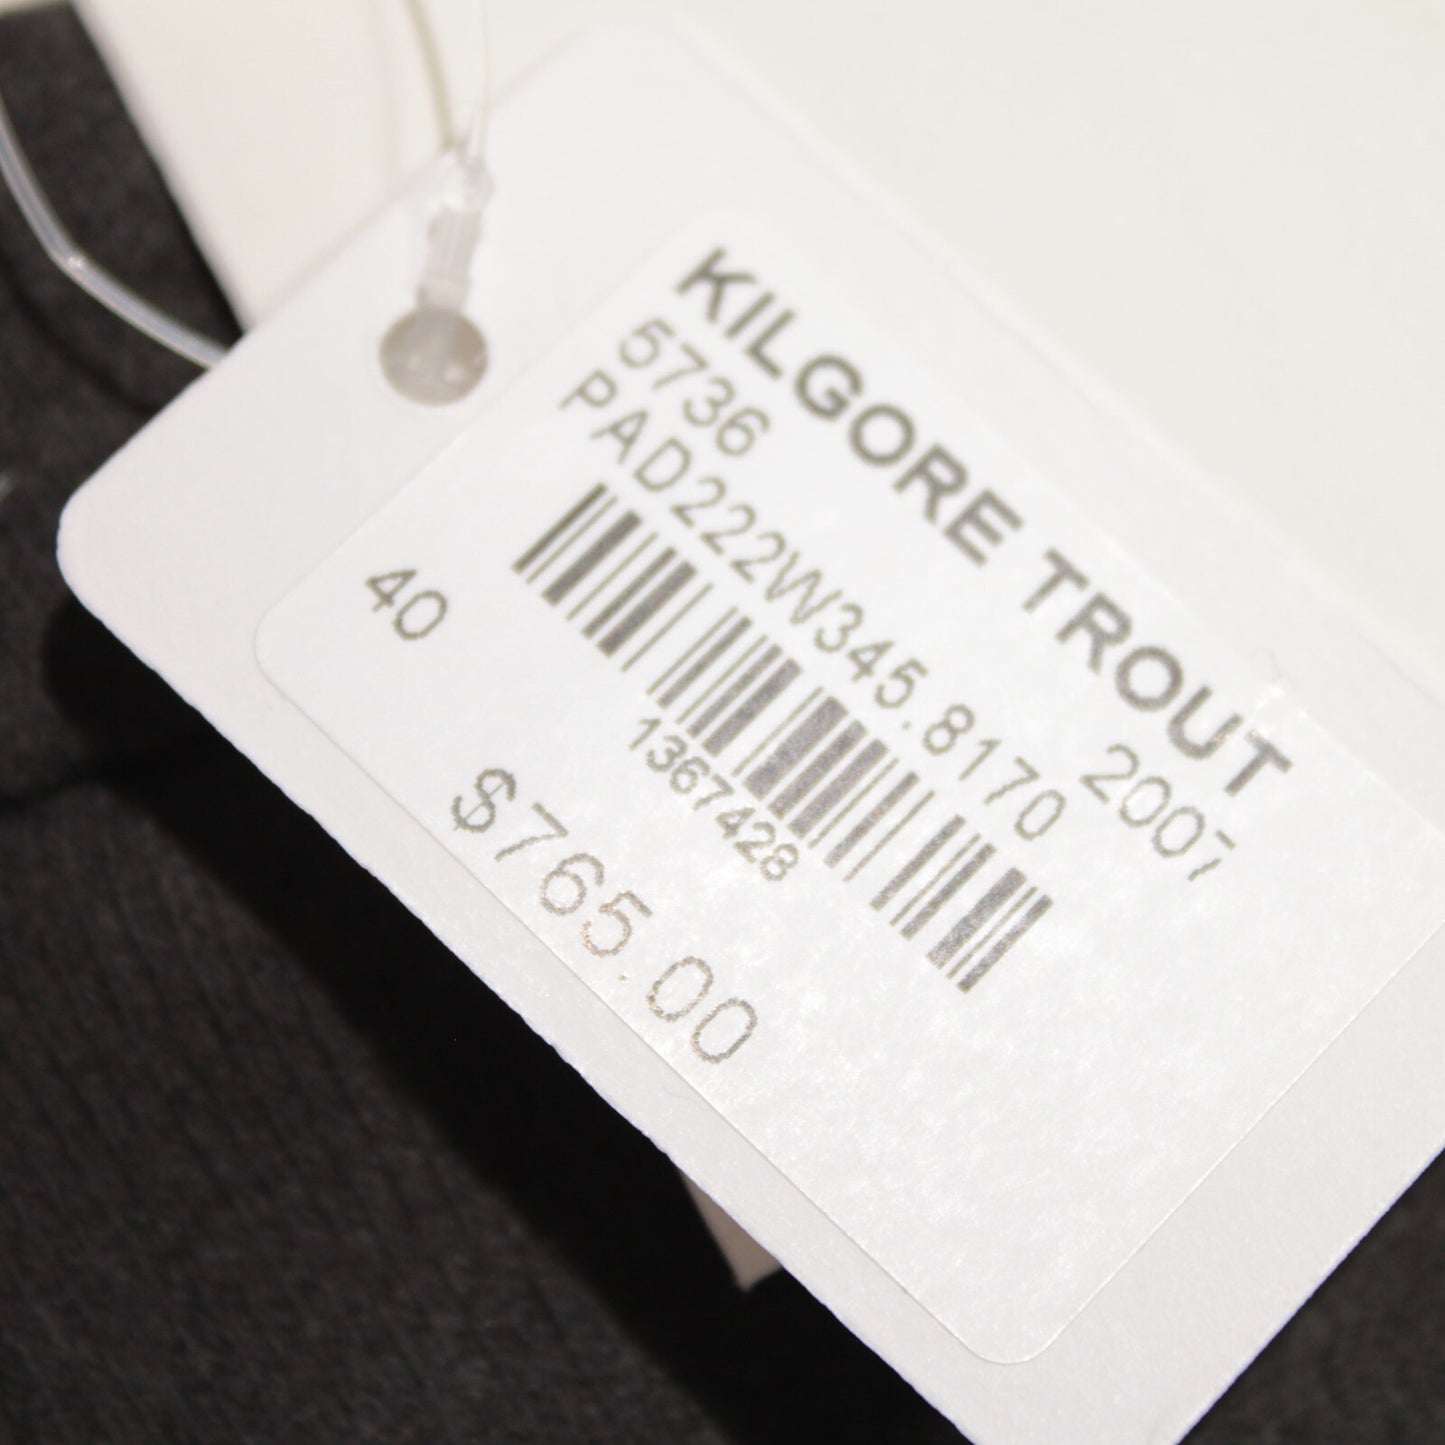 KILGORE TROUT
5736 2007
PAD222W345.8170
1367428
40
$765.00